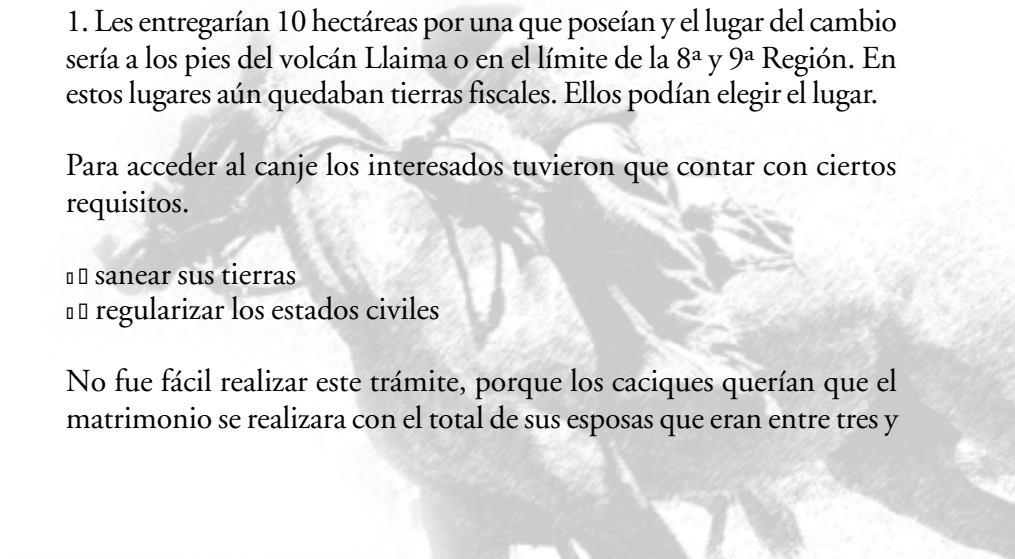 1. Les entregarían 10 hectáreas por una que poseían y el lugar del cambio
sería a los pies del volcán Llaima o en el límite de la 8ª y 9ª Región. En
estos lugares aún quedaban tierras fiscales. Ellos podían elegir el lugar.
Para acceder al canje los interesados tuvieron que contar con ciertos
requisitos.
▯▯ sanear sus tierras
▯▯ regularizar los estados civiles
No fue fácil realizar este trámite, porque los caciques querían que el
matrimonio se realizara con el total de sus esposas que eran entre tres y